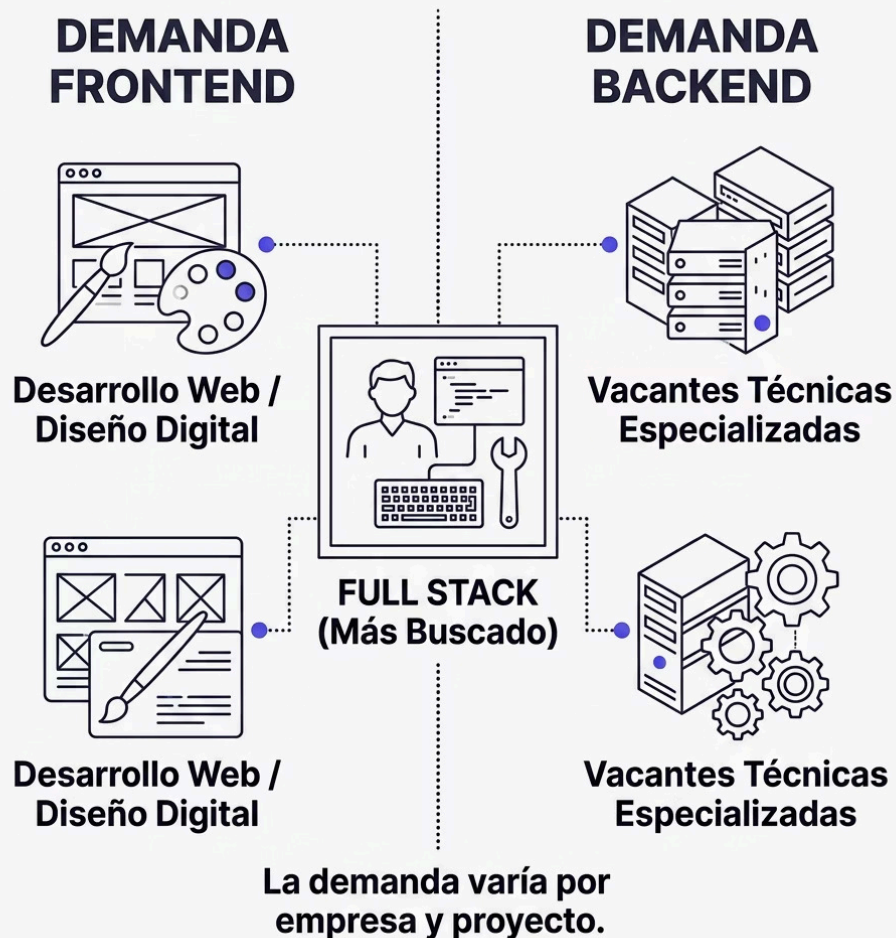 DEMANDA
FRONTEND
DEMANDA
BACKEND
Desarrollo Web /
Diseño Digital
Vacantes Técnicas
Especializadas
FULL STACK
(Más Buscado)
Desarrollo Web /
Diseño Digital
Vacantes Técnicas
Especializadas
La demanda varía por
empresa y proyecto.